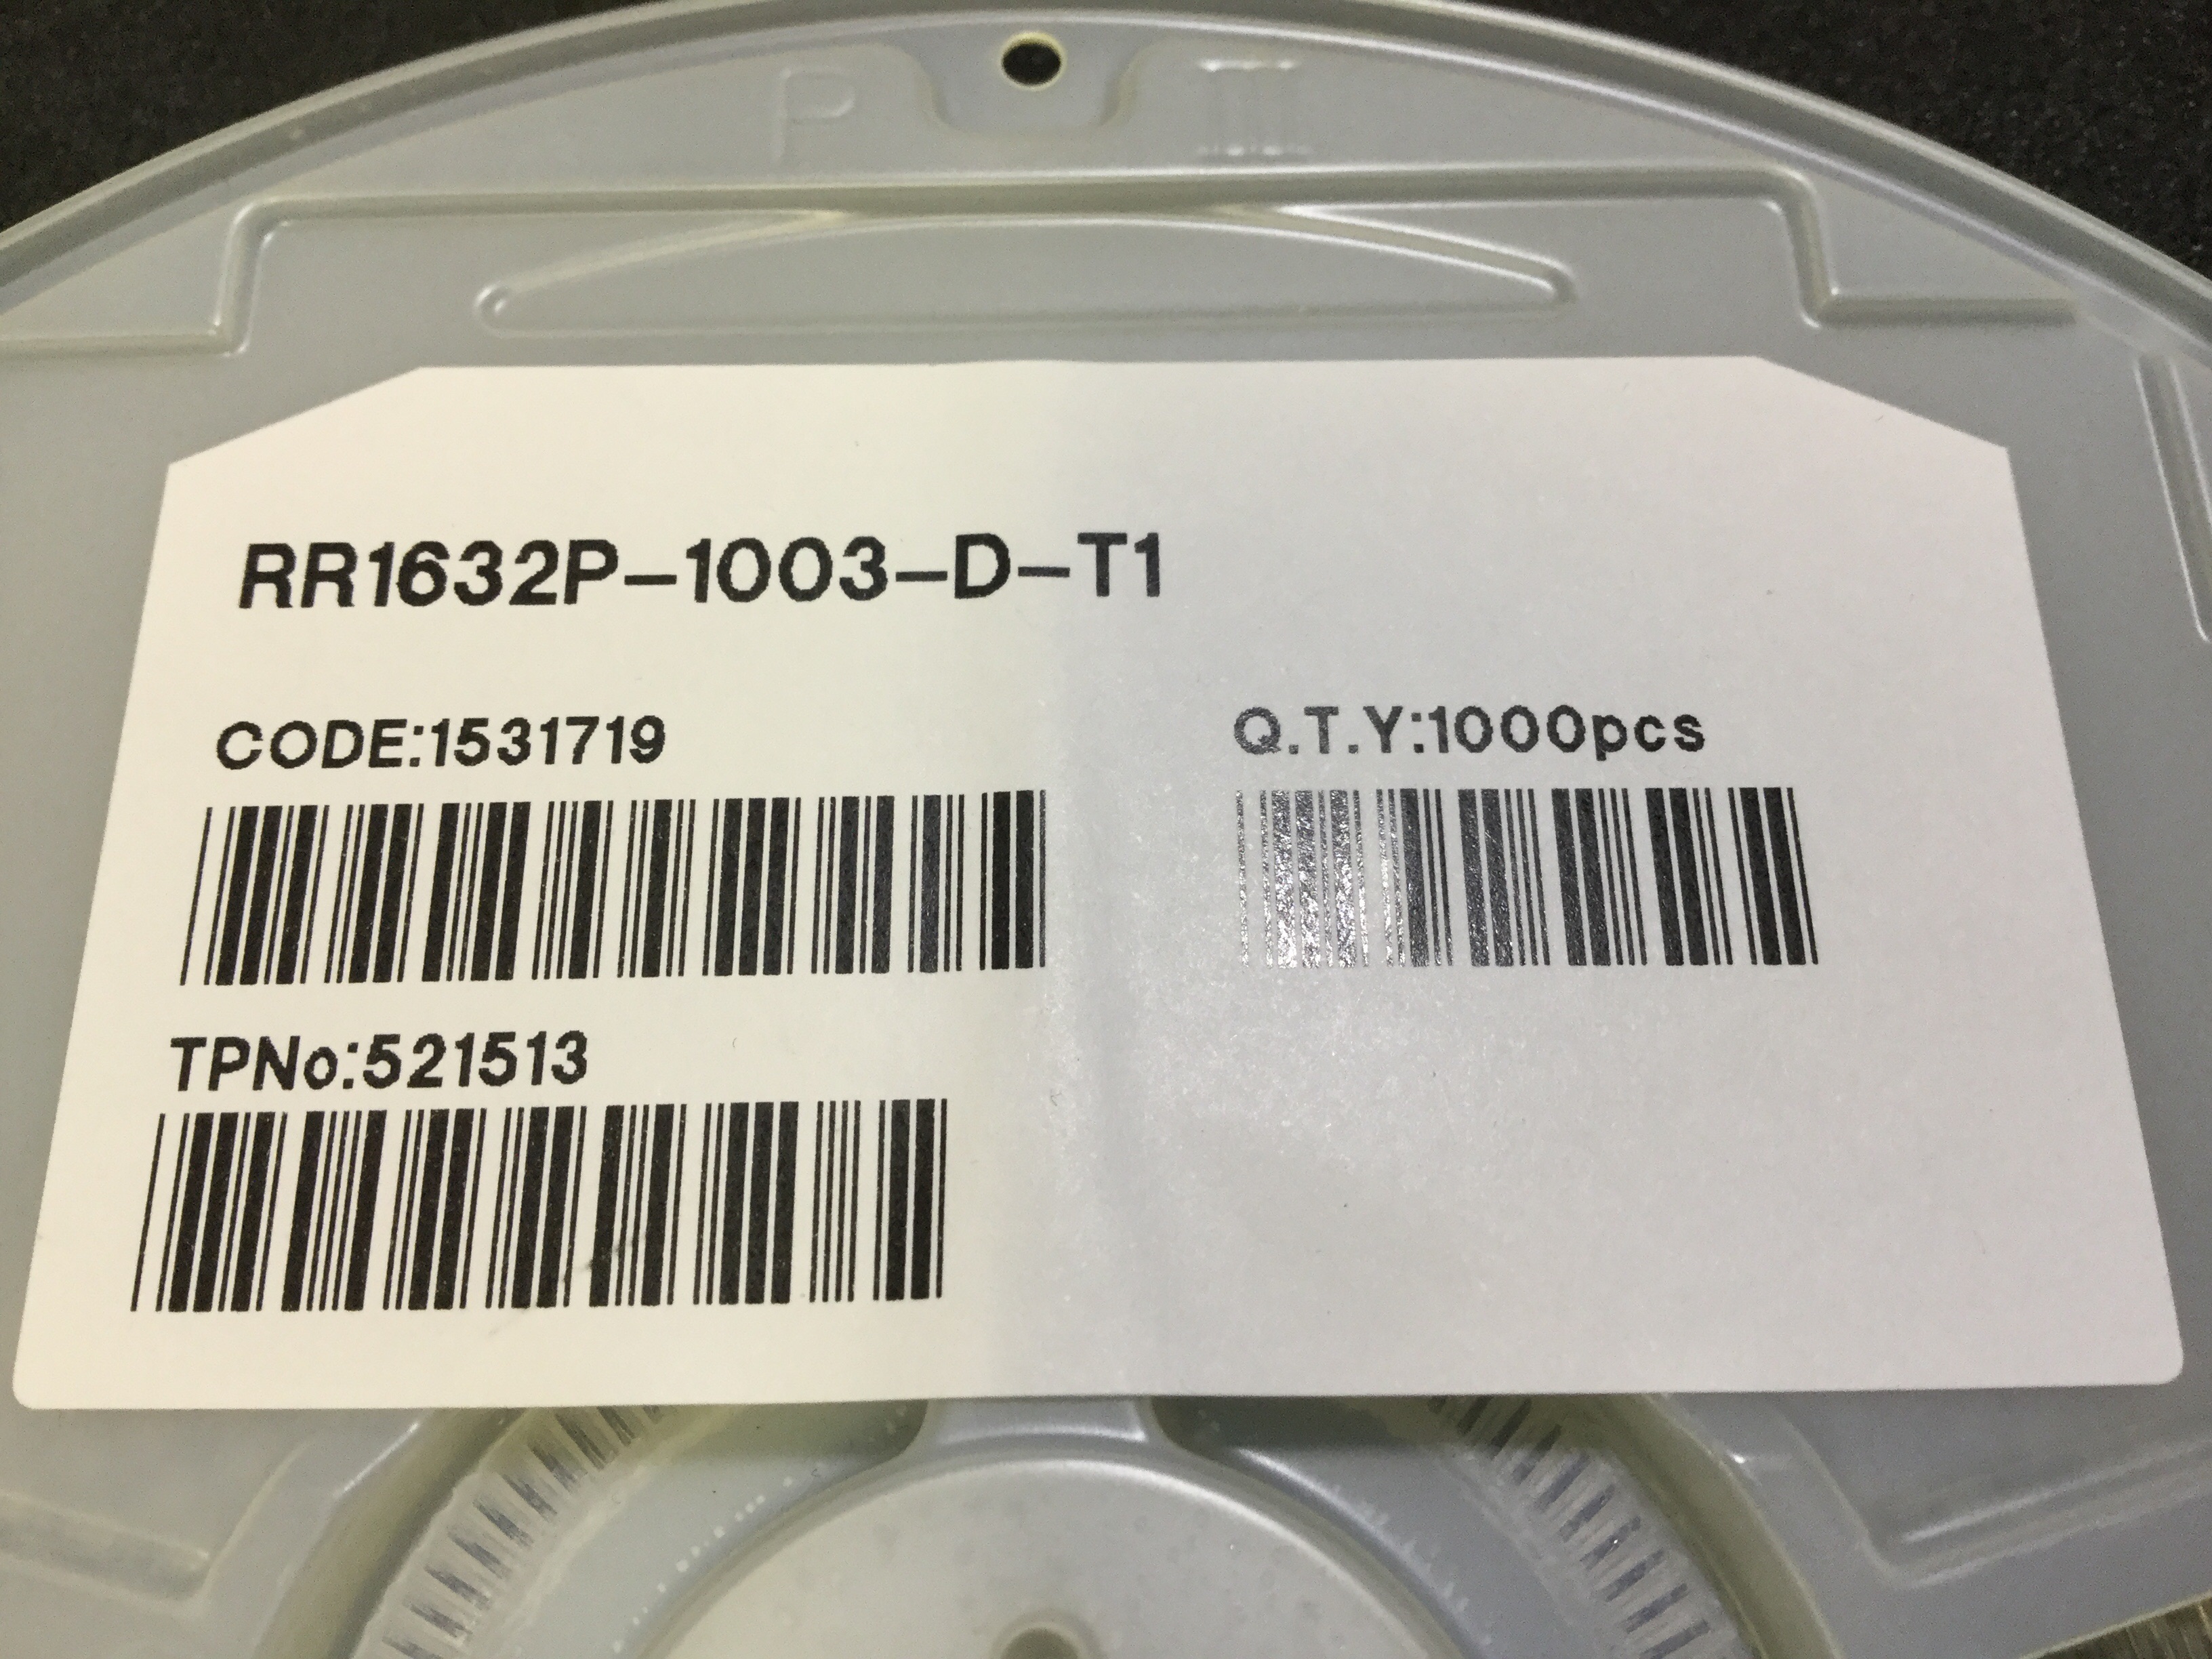 P
RR1632P-1003-D-T1
CODE:1531719
Q.T.Y:1000pcs
TPNo:521513